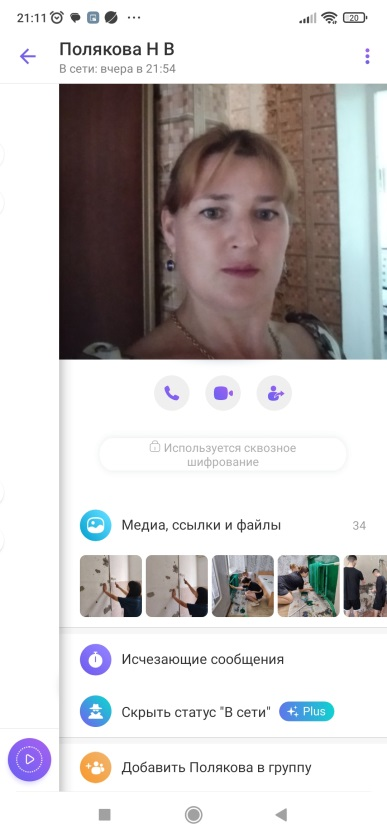 21:11
20
Полякова Н В
В сети: вчера в 21:54
Используется сквозное
шифрование
Медиа, ссылки и файлы 34
Исчезающие сообщения
Скрыть статус "В сети" Plus
Добавить Полякова в группу